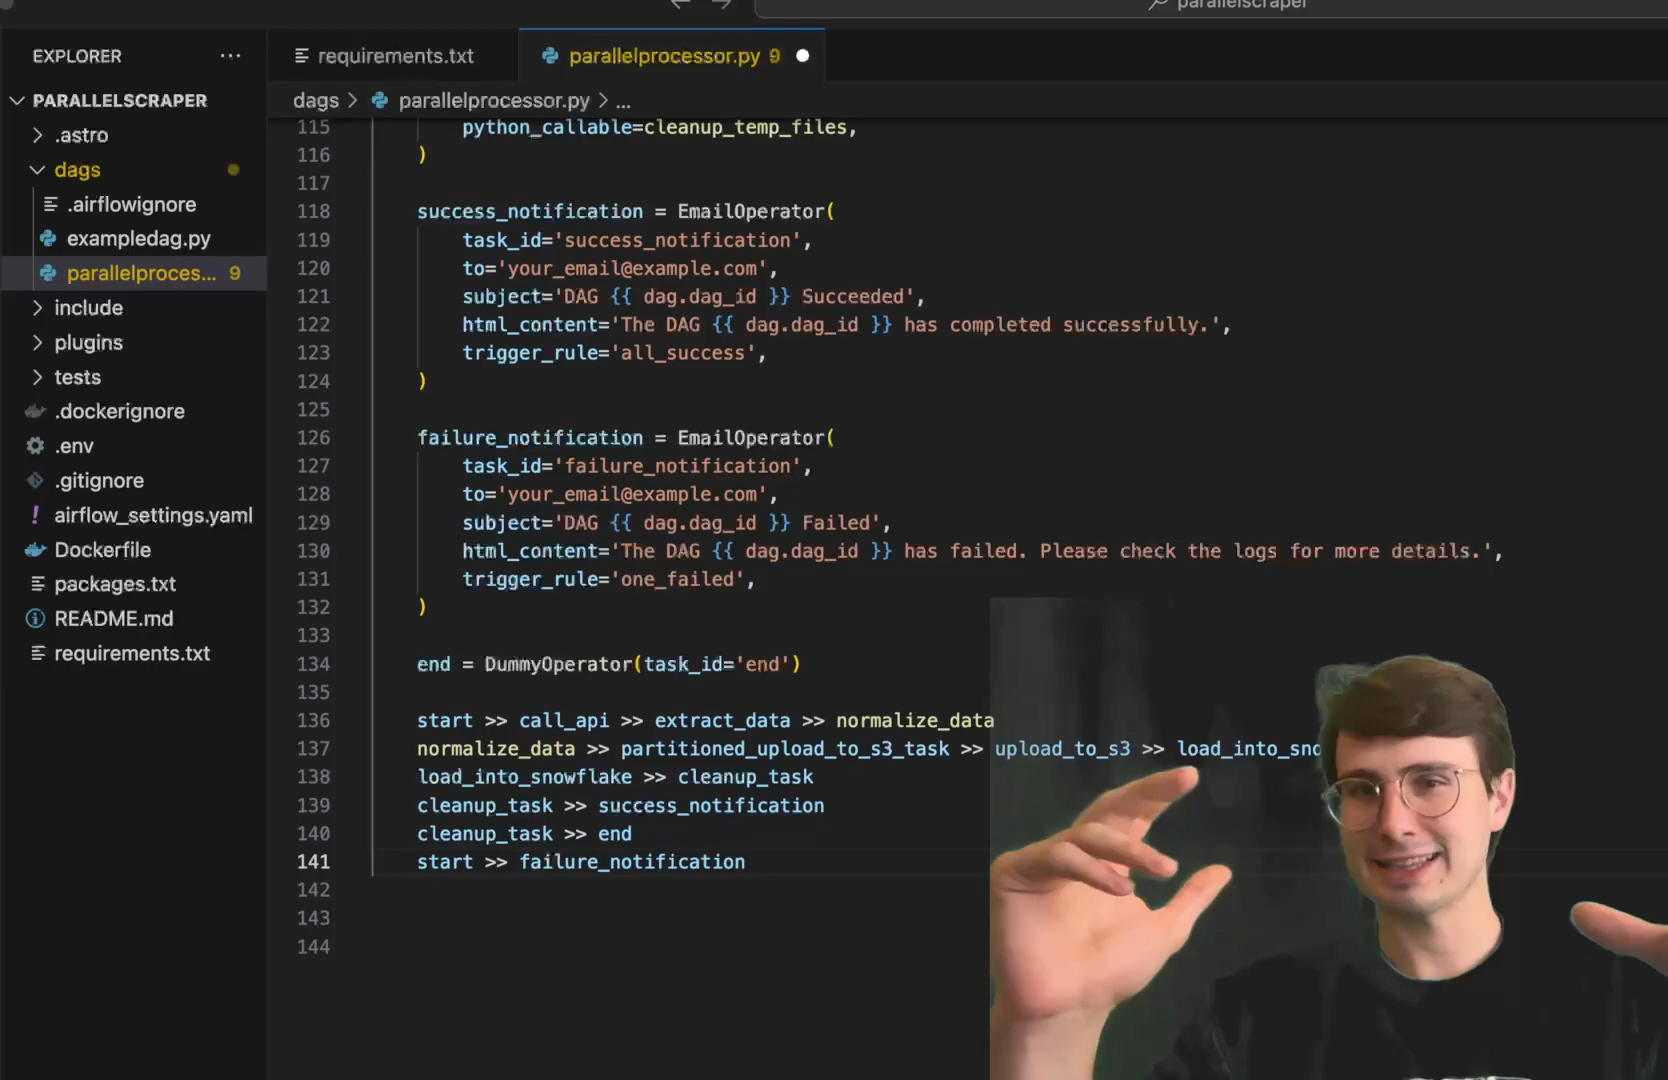 parallelscraper
EXPLORER
requirements.txt
parallelprocessor.py 9
PARALLELSCRAPER
dags > parallelprocessor.py > ...
.astro
dags
.airflowignore
exampledag.py
parallelproces... 9
include
plugins
tests
.dockerignore
.env
.gitignore
airflow_settings.yaml
Dockerfile
packages.txt
README.md
requirements.txt
115 python_callable=cleanup_temp_files,
116 )
117
118 success_notification = EmailOperator(
119 task_id='success_notification',
120 to='your_email@example.com',
121 subject='DAG {{ dag.dag_id }} Succeeded',
122 html_content='The DAG {{ dag.dag_id }} has completed successfully.',
123 trigger_rule='all_success',
124 )
125
126 failure_notification = EmailOperator(
127 task_id='failure_notification',
128 to='your_email@example.com',
129 subject='DAG {{ dag.dag_id }} Failed',
130 html_content='The DAG {{ dag.dag_id }} has failed. Please check the logs for more details.',
131 trigger_rule='one_failed',
132 )
133
134 end = DummyOperator(task_id='end')
135
136 start >> call_api >> extract_data >> normalize_data
137 normalize_data >> partitioned_upload_to_s3_task >> upload_to_s3 >> load_into_sno
138 load_into_snowflake >> cleanup_task
139 cleanup_task >> success_notification
140 cleanup_task >> end
141 start >> failure_notification
142
143
144